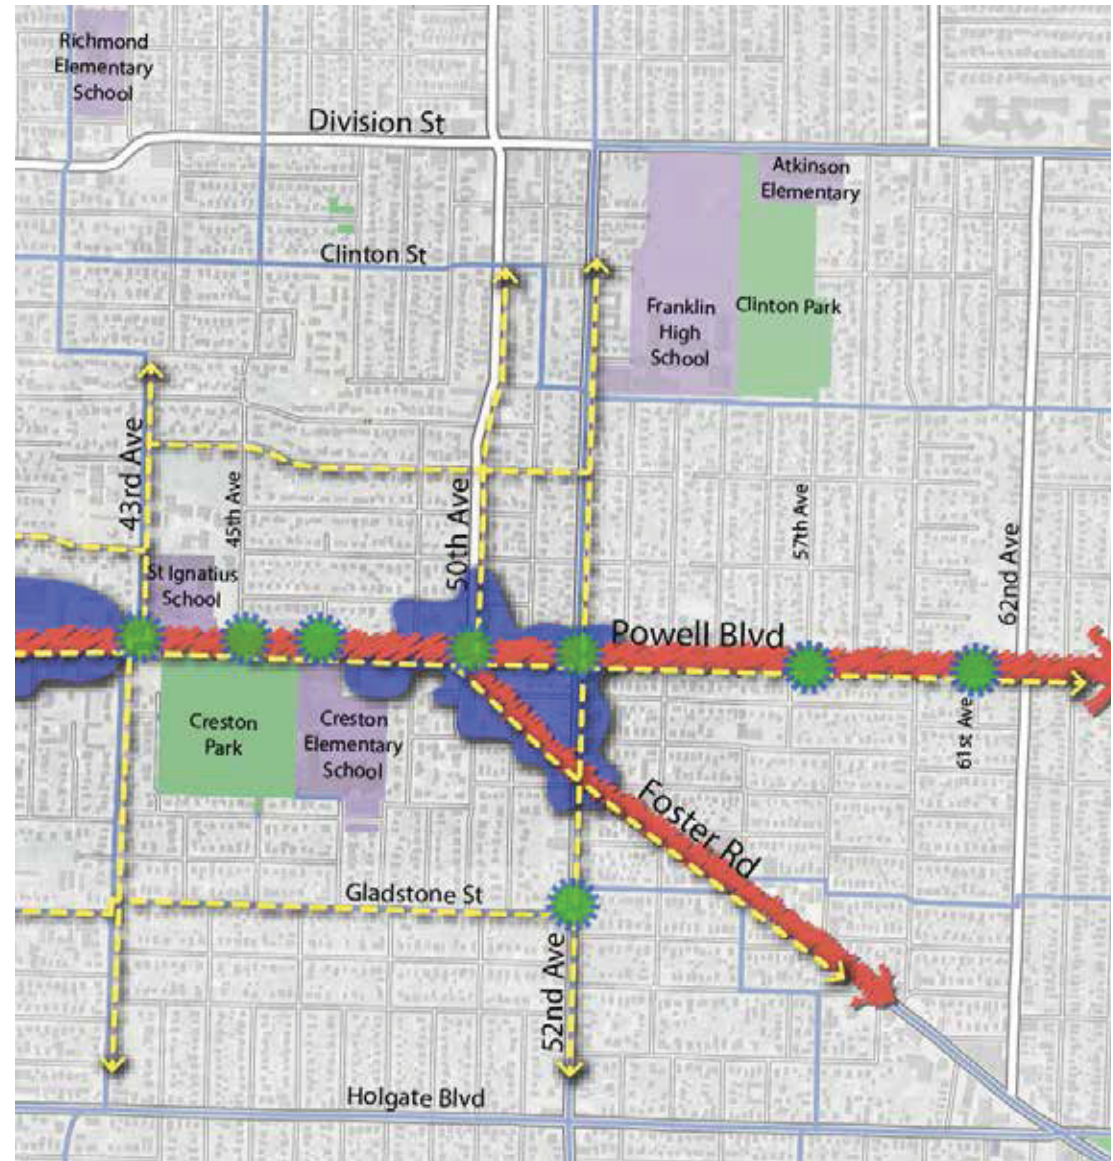 Richmond
Elementary
School
Division St
Atkinson
Elementary
Clinton St
Franklin
High
School
Clinton Park
43rd Ave
45th Ave
50th Ave
57th Ave
62nd Ave
St Ignatius
School
Powell Blvd
Creston
Park
Creston
Elementary
School
61st Ave
Foster Rd
Gladstone St
52nd Ave
Holgate Blvd